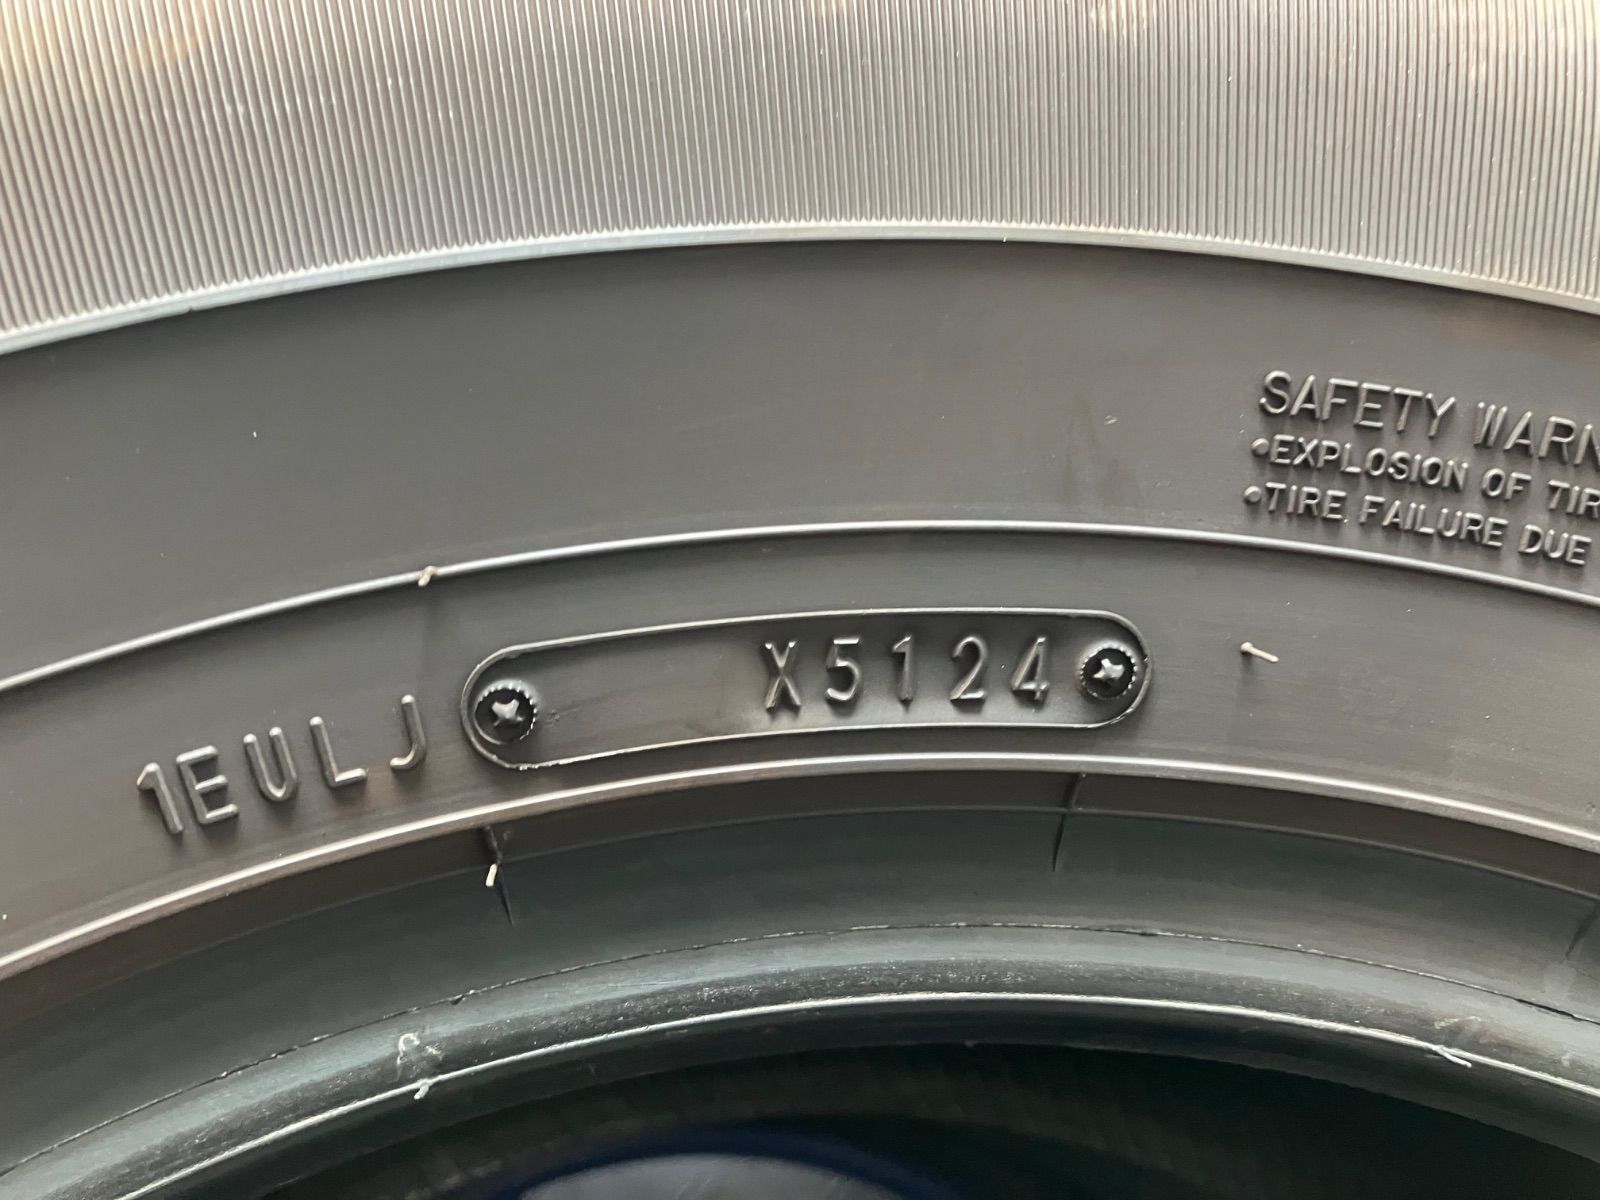 SAFETY WARN
•EXPLOSION OF TIR
•TIRE FAILURE DUE
1EULJ X5124